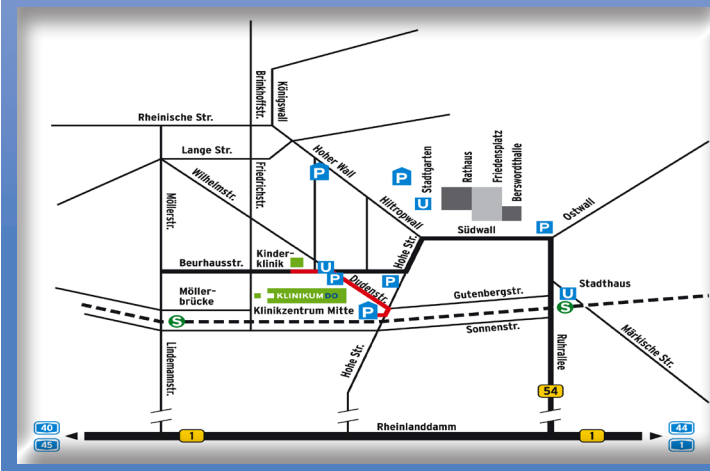 Brinkhoffstr.
Königswall
Rheinische Str.
Lange Str.
Hoher Wall
P
P
Stadtgarten
U
Rathaus
Friedensplatz
Berswordthalle
Wilhelmstr.
Friedrichstr.
Möllerstr.
Hiltropwall
Hohe Str.
Südwall
P
Ostwall
Beurhausstr.
Kinder-
klinik
U
P
Dudenstr.
P
Möller-
brücke
KLINIKUMDO
Klinikzentrum Mitte
P
Gutenbergstr.
U
Stadthaus
S
S
Sonnenstr.
Märkische Str.
Lindemannstr.
Hohe Str.
Ruhrallee
54
40
45
1
Rheinlanddamm
1
44
1